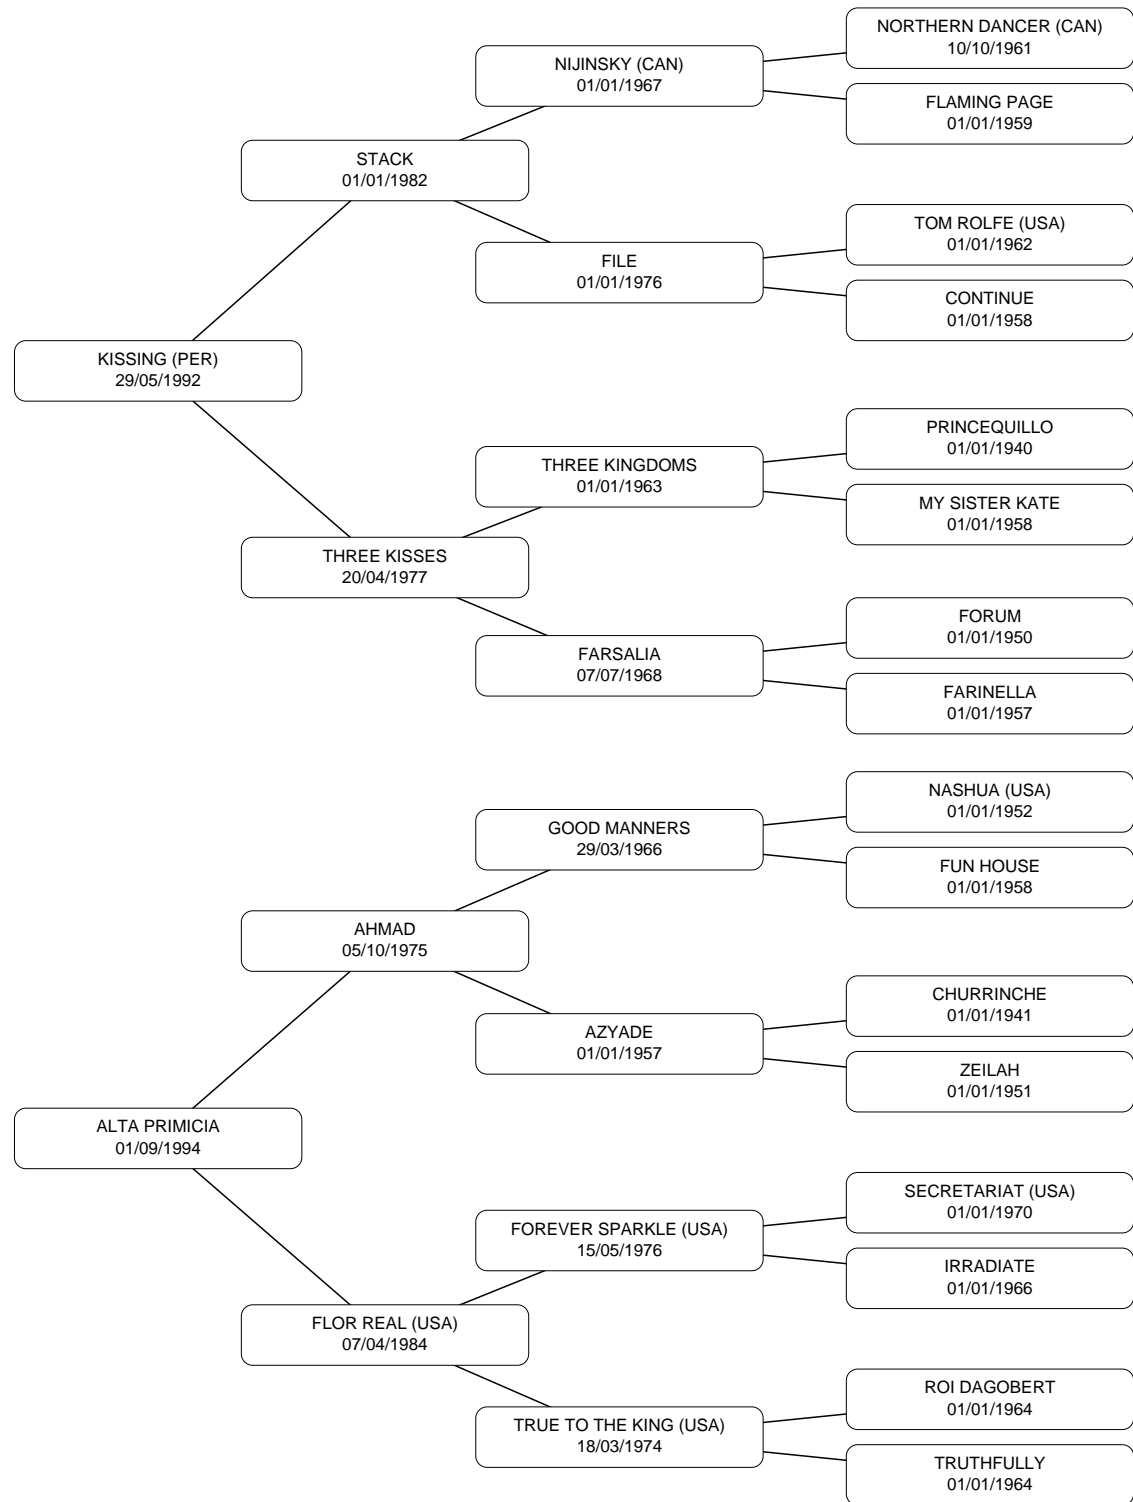 NORTHERN DANCER (CAN)
10/10/1961
NIJINSKY (CAN)
01/01/1967
FLAMING PAGE
01/01/1959
STACK
01/01/1982
TOM ROLFE (USA)
01/01/1962
FILE
01/01/1976
CONTINUE
01/01/1958
KISSING (PER)
29/05/1992
PRINCEQUILLO
01/01/1940
THREE KINGDOMS
01/01/1963
MY SISTER KATE
01/01/1958
THREE KISSES
20/04/1977
FORUM
01/01/1950
FARSALIA
07/07/1968
FARINELLA
01/01/1957
NASHUA (USA)
01/01/1952
GOOD MANNERS
29/03/1966
FUN HOUSE
01/01/1958
AHMAD
05/10/1975
CHURRINCHE
01/01/1941
AZYADE
01/01/1957
ZEILAH
01/01/1951
ALTA PRIMICIA
01/09/1994
SECRETARIAT (USA)
01/01/1970
FOREVER SPARKLE (USA)
15/05/1976
IRRADIATE
01/01/1966
FLOR REAL (USA)
07/04/1984
ROI DAGOBERT
01/01/1964
TRUE TO THE KING (USA)
18/03/1974
TRUTHFULLY
01/01/1964